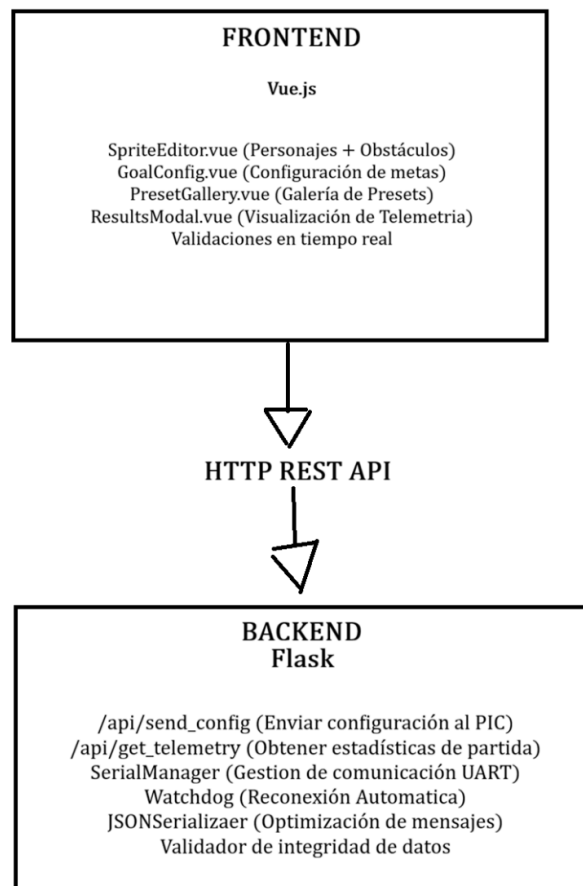 FRONTEND
Vue.js
SpriteEditor.vue (Personajes + Obstáculos)
GoalConfig.vue (Configuración de metas)
PresetGallery.vue (Galería de Presets)
ResultsModal.vue (Visualización de Telemetria)
Validaciones en tiempo real
HTTP REST API
BACKEND
Flask
/api/send_config (Enviar configuración al PIC)
/api/get_telemetry (Obtener estadísticas de partida)
SerialManager (Gestion de comunicación UART)
Watchdog (Reconexión Automatica)
JSONSerializaer (Optimización de mensajes)
Validador de integridad de datos